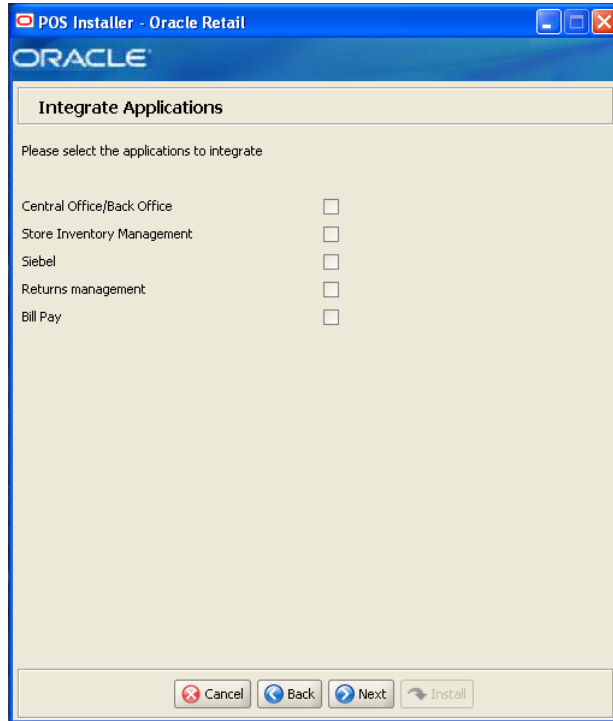 POS Installer - Oracle Retail
ORACLE
Integrate Applications
Please select the applications to integrate
Central Office/Back Office
Store Inventory Management
Siebel
Returns management
Bill Pay
Cancel Back Next Install